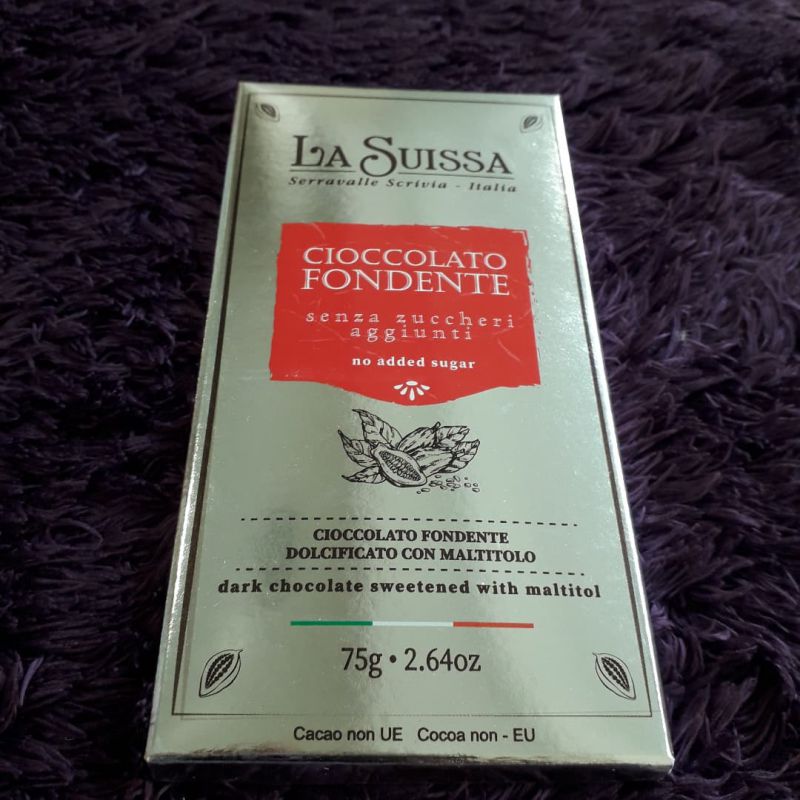 LA SUISSA
Serravalle Scrivia - Italia
CIOCCOLATO
FONDENTE
senza zuccheri
aggiunti
no added sugar
CIOCCOLATO FONDENTE
DOLCIFICATO CON MALTITOLO
dark chocolate sweetened with maltitol
75g • 2.64oz
Cacao non UE Cocoa non - EU